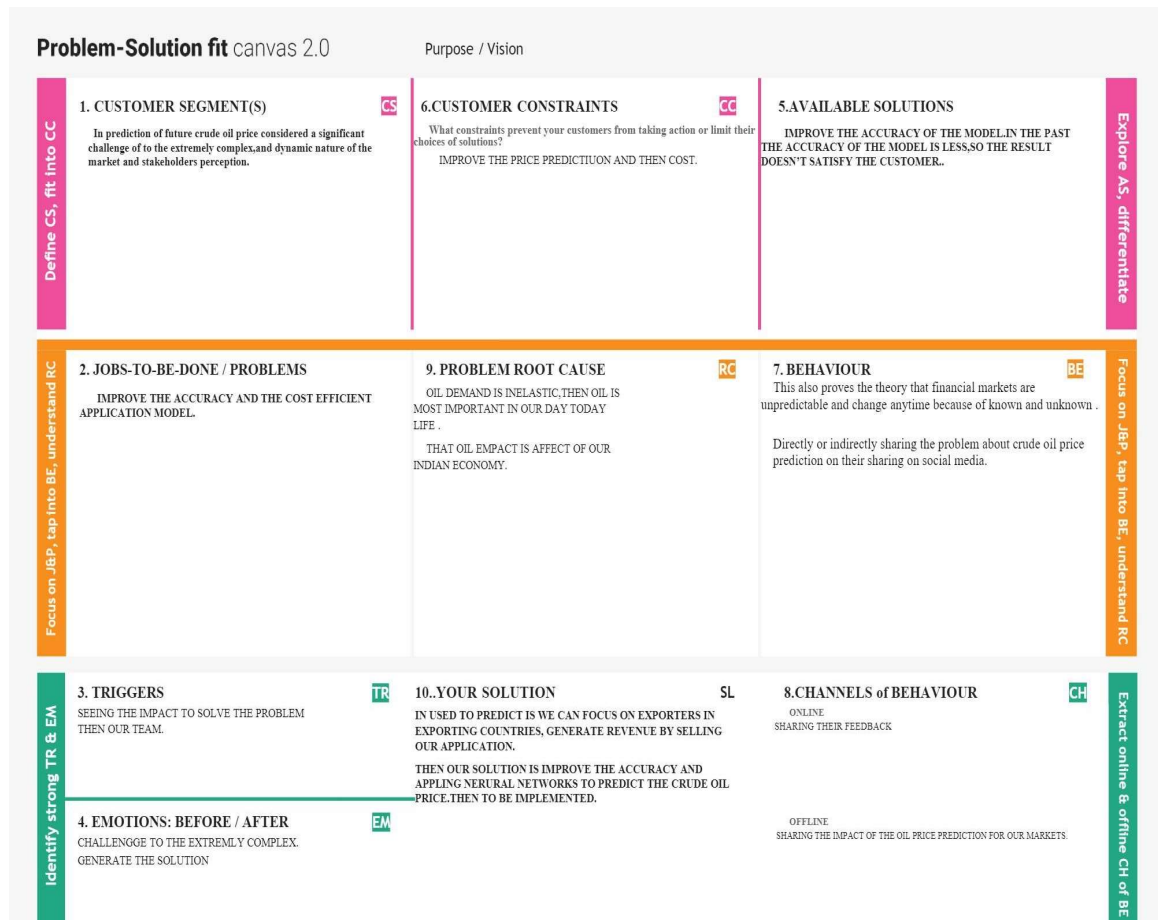 Problem-Solution fit canvas 2.0
Purpose / Vision
Define CS, fit into CC
1. CUSTOMER SEGMENT(S)
CS
In prediction of future crude oil price considered a significant
challenge of to the extremely complex,and dynamic nature of the
market and stakeholders perception.
6.CUSTOMER CONSTRAINTS
CC
What constraints prevent your customers from taking action or limit their
choices of solutions?
IMPROVE THE PRICE PREDICTIUON AND THEN COST.
5.AVAILABLE SOLUTIONS
IMPROVE THE ACCURACY OF THE MODEL.IN THE PAST
THE ACCURACY OF THE MODEL IS LESS,SO THE RESULT
DOESN'T SATISFY THE CUSTOMER..
Explore AS, differentiate
Focus on J&P, tap into BE, understand RC
2. JOBS-TO-BE-DONE / PROBLEMS
IMPROVE THE ACCURACY AND THE COST EFFICIENT
APPLICATION MODEL.
9. PROBLEM ROOT CAUSE
RC
OIL DEMAND IS INELASTIC,THEN OIL IS
MOST IMPORTANT IN OUR DAY TODAY
LIFE .
THAT OIL EMPACT IS AFFECT OF OUR
INDIAN ECONOMY.
7. BEHAVIOUR
BE
This also proves the theory that financial markets are
unpredictable and change anytime because of known and unknown .
Directly or indirectly sharing the problem about crude oil price
prediction on their sharing on social media.
Focus on J&P, tap into BE, understand RC
Identify strong TR & EM
3. TRIGGERS
TR
SEEING THE IMPACT TO SOLVE THE PROBLEM
THEN OUR TEAM.
4. EMOTIONS: BEFORE / AFTER
EM
CHALLENGGE TO THE EXTREMLY COMPLEX.
GENERATE THE SOLUTION
10..YOUR SOLUTION
SL
IN USED TO PREDICT IS WE CAN FOCUS ON EXPORTERS IN
EXPORTING COUNTRIES, GENERATE REVENUE BY SELLING
OUR APPLICATION.
THEN OUR SOLUTION IS IMPROVE THE ACCURACY AND
APPLING NERURAL NETWORKS TO PREDICT THE CRUDE OIL
PRICE.THEN TO BE IMPLEMENTED.
8.CHANNELS of BEHAVIOUR
CH
ONLINE
SHARING THEIR FEEDBACK
OFFLINE
SHARING THE IMPACT OF THE OIL PRICE PREDICTION FOR OUR MARKETS.
Extract online & offline CH of BE